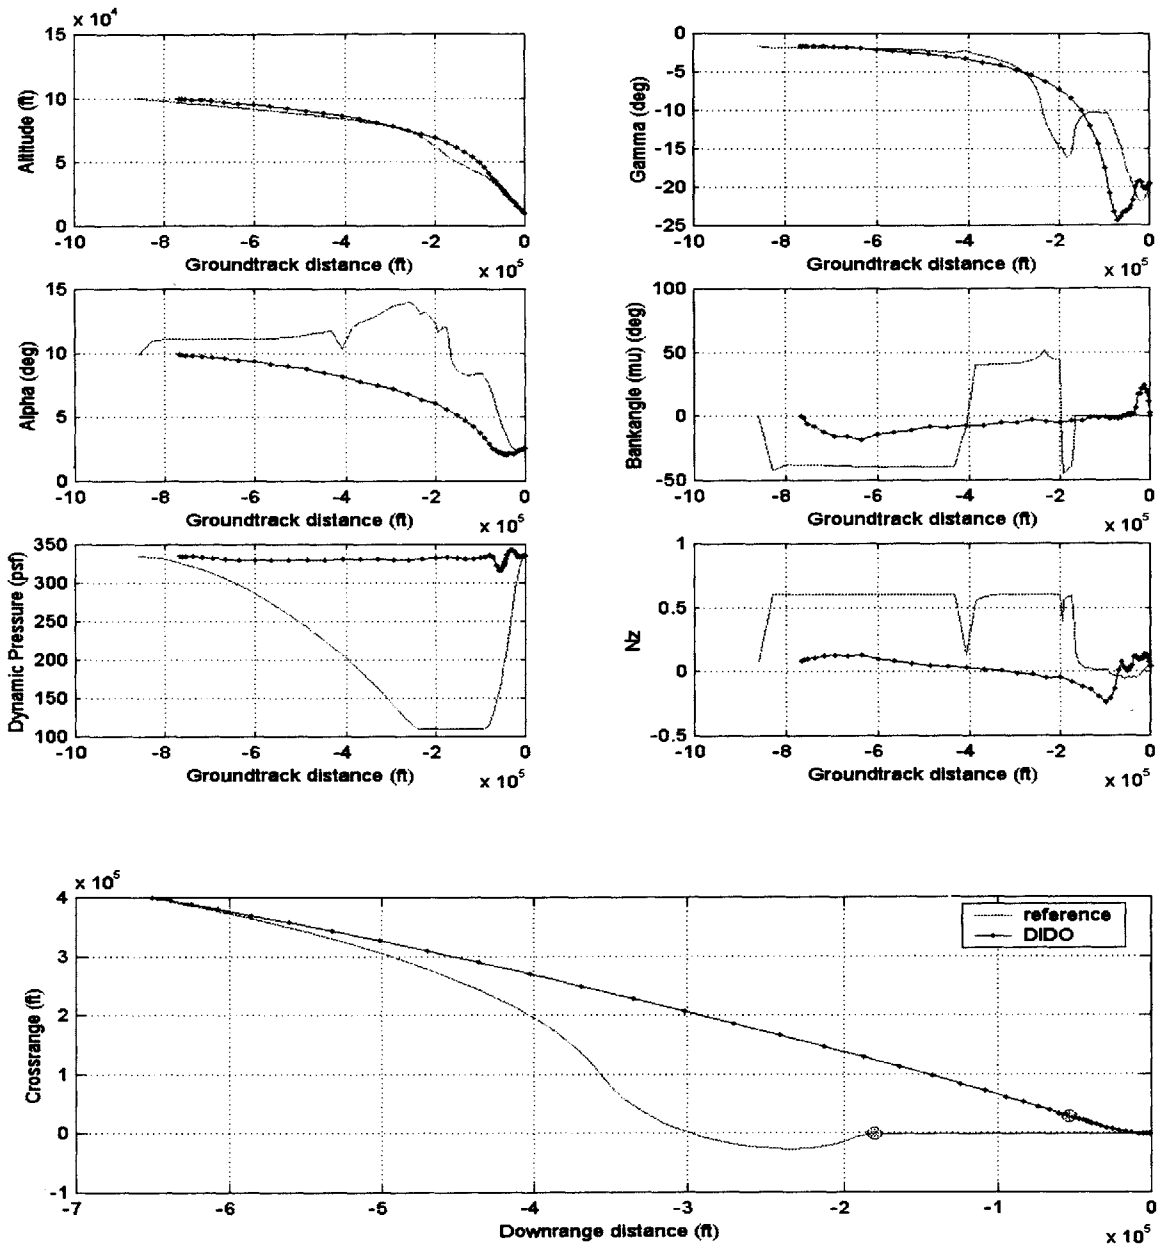 x 10^4
15
10
5
0
Altitude (ft)
-10 -8 -6 -4 -2 0
Groundtrack distance (ft)
x 10^5
0
-5
-10
-15
-20
-25
Gamma (deg)
-10 -8 -6 -4 -2 0
Groundtrack distance (ft)
x 10^5
15
10
5
0
Alpha (deg)
-10 -8 -6 -4 -2 0
Groundtrack distance (ft)
x 10^5
100
50
0
-50
Bankangle (mu) (deg)
-10 -8 -6 -4 -2 0
Groundtrack distance (ft)
x 10^5
350
300
250
200
150
100
Dynamic Pressure (psf)
-10 -8 -6 -4 -2 0
Groundtrack distance (ft)
x 10^5
1
0.5
0
-0.5
Nz
-10 -8 -6 -4 -2 0
Groundtrack distance (ft)
x 10^5
x 10^5
4
3
2
1
0
-1
Crossrange (ft)
reference
DIDO
-7 -6 -5 -4 -3 -2 -1 0
Downrange distance (ft)
x 10^5